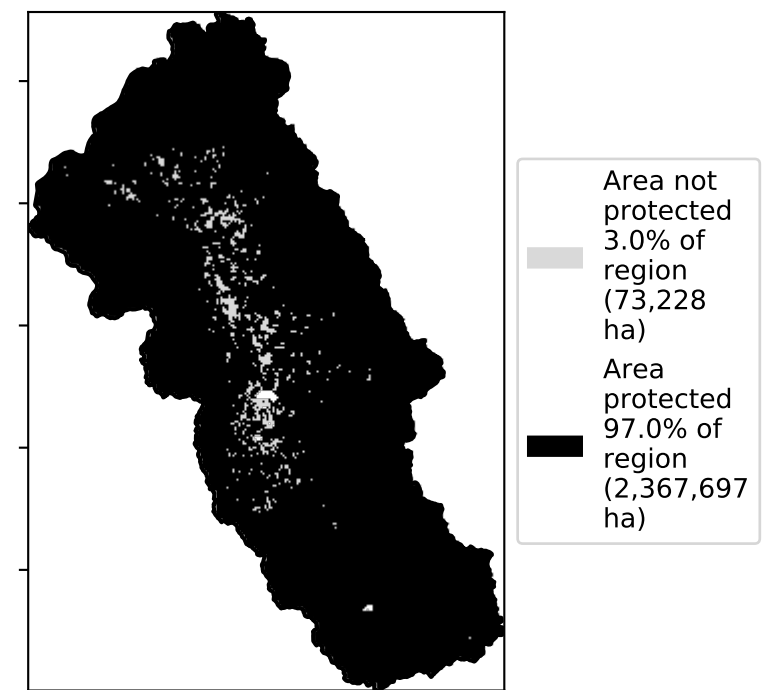 Area not
protected
3.0% of
region
(73,228
ha)
Area
protected
97.0% of
region
(2,367,697
ha)